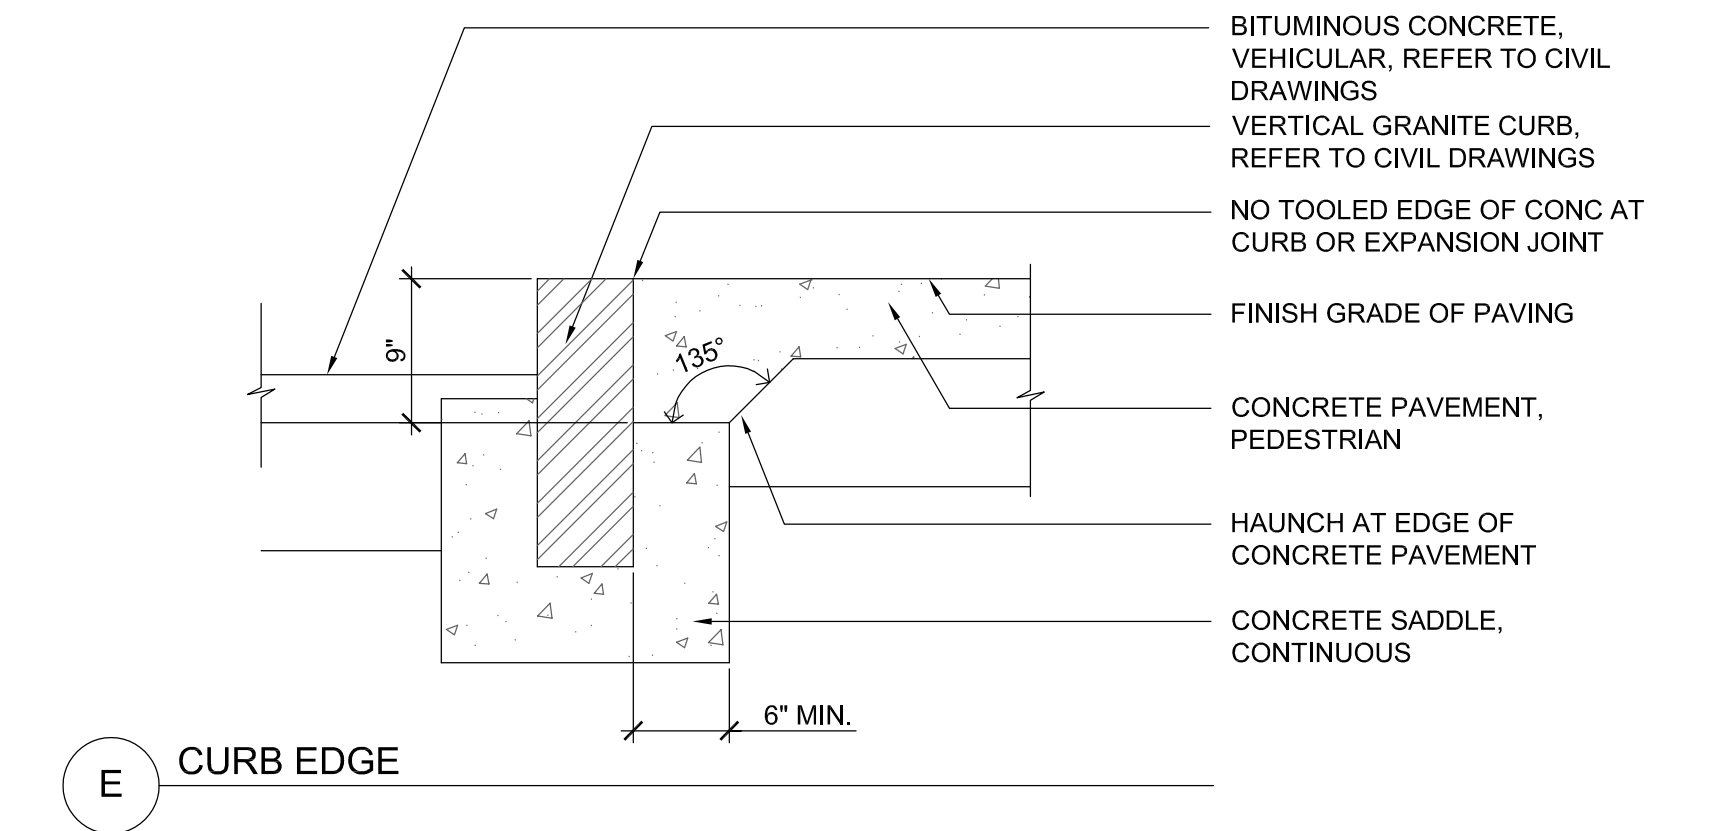 BITUMINOUS CONCRETE,
VEHICULAR, REFER TO CIVIL
DRAWINGS
VERTICAL GRANITE CURB,
REFER TO CIVIL DRAWINGS
NO TOOLED EDGE OF CONC AT
CURB OR EXPANSION JOINT
FINISH GRADE OF PAVING
9"
135°
CONCRETE PAVEMENT,
PEDESTRIAN
HAUNCH AT EDGE OF
CONCRETE PAVEMENT
CONCRETE SADDLE,
CONTINUOUS
6" MIN.
E
CURB EDGE